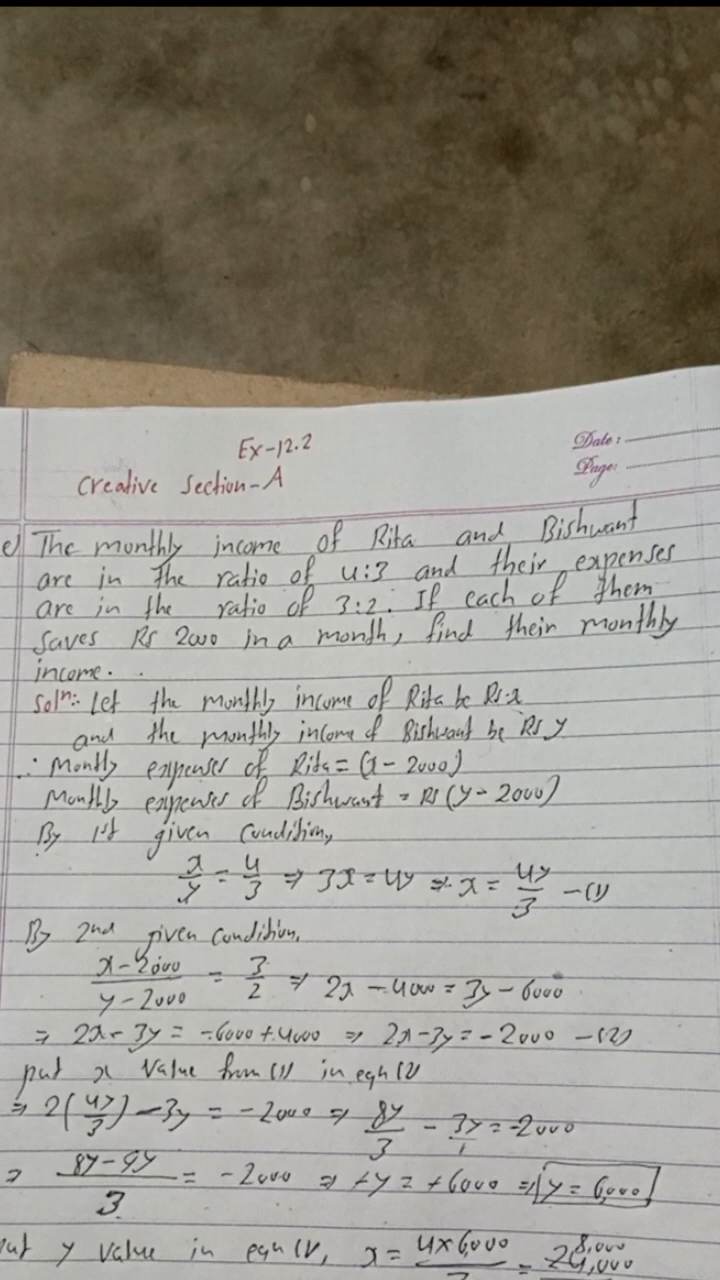 Ex-12.2
Date:
Page:
Creative Section-A
e) The monthly income of Rita and Bishwant
are in the ratio of 4:3 and their expenses
are in the ratio of 3:2. If each of them
saves Rs 2000 in a month, find their monthly
income.
Solⁿ: Let the monthly income of Rita be Rs.x
and the monthly income of Bishwant be Rs y
∴ Montly expenses of Rita = (x - 2000)
Monthly expenses of Bishwant = Rs (y - 2000)
By 1st given Condition,
x/y = 4/3 ⇒ 3x = 4y ⇒ x = 4y/3 -(1)
By 2nd given Condition,
(x-2000)/(y-2000) = 3/2 ⇒ 2x - 4000 = 3y - 6000
⇒ 2x - 3y = -6000 + 4000 ⇒ 2x - 3y = -2000 -(2)
put x Value from (1) in eqn (2)
⇒ 2(4y/3) - 3y = -2000 ⇒ 8y/3 - 3y/1 = -2000
⇒ (8y-9y)/3 = -2000 ⇒ +y = +6000 ⇒ y = 6,000
put y value in eqn (1), x = 4×6,000/3 = 24,000 8,000